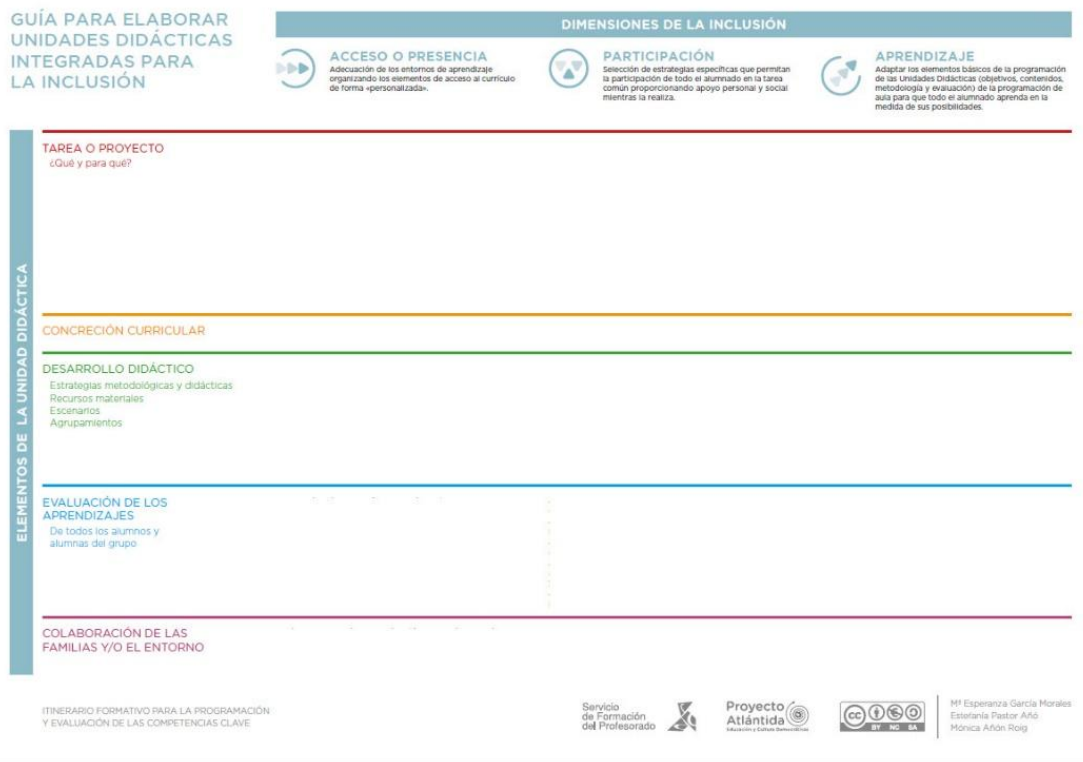 GUÍA PARA ELABORAR
UNIDADES DIDÁCTICAS
INTEGRADAS PARA
LA INCLUSIÓN
DIMENSIONES DE LA INCLUSIÓN
ACCESO O PRESENCIA
Adecuación de los entornos de aprendizaje
organizando los elementos de acceso al currículo
de forma «personalizada».
PARTICIPACIÓN
Selección de estrategias específicas que permitan
la participación de todo el alumnado en la tarea
común proporcionando apoyo personal y social
mientras la realiza.
APRENDIZAJE
Adaptar los elementos básicos de la programación
de las Unidades Didácticas (objetivos, contenidos,
metodología y evaluación) de la programación de
aula para que todo el alumnado aprenda en la
medida de sus posibilidades.
ELEMENTOS DE LA UNIDAD DIDÁCTICA
TAREA O PROYECTO
¿Qué y para qué?
CONCRECIÓN CURRICULAR
DESARROLLO DIDÁCTICO
Estrategias metodológicas y didácticas
Recursos materiales
Escenarios
Agrupamientos
EVALUACIÓN DE LOS
APRENDIZAJES
De todos los alumnos y
alumnas del grupo
COLABORACIÓN DE LAS
FAMILIAS Y/O EL ENTORNO
ITINERARIO FORMATIVO PARA LA PROGRAMACIÓN
Y EVALUACIÓN DE LAS COMPETENCIAS CLAVE
Servicio
de Formación
del Profesorado
Proyecto
Atlántida
Educación y Cultura Democráticas
cc
BY NC SA
Mª Esperanza García Morales
Estefanía Pastor Añó
Mónica Añón Roig